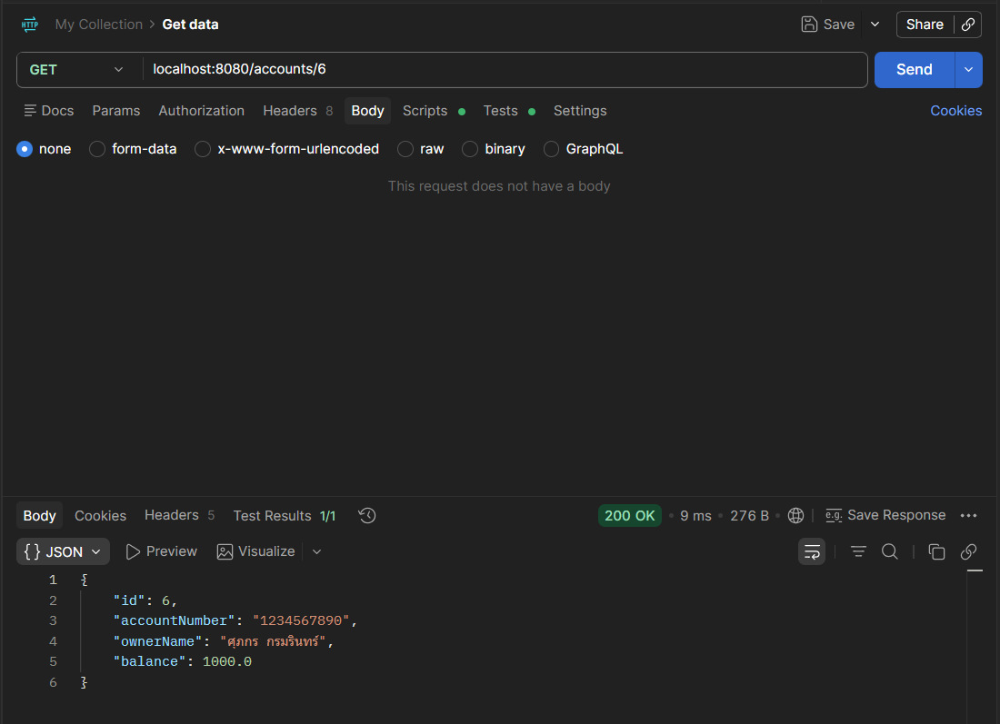 HTTP My Collection > Get data Save Share
GET localhost:8080/accounts/6 Send
Docs Params Authorization Headers 8 Body Scripts Tests Settings Cookies
none form-data x-www-form-urlencoded raw binary GraphQL
This request does not have a body
Body Cookies Headers 5 Test Results 1/1 200 OK • 9 ms • 276 B • e.g. Save Response
{} JSON Preview Visualize
1 {
2 "id": 6,
3 "accountNumber": "1234567890",
4 "ownerName": "ศุภกร กรมรินทร์",
5 "balance": 1000.0
6 }